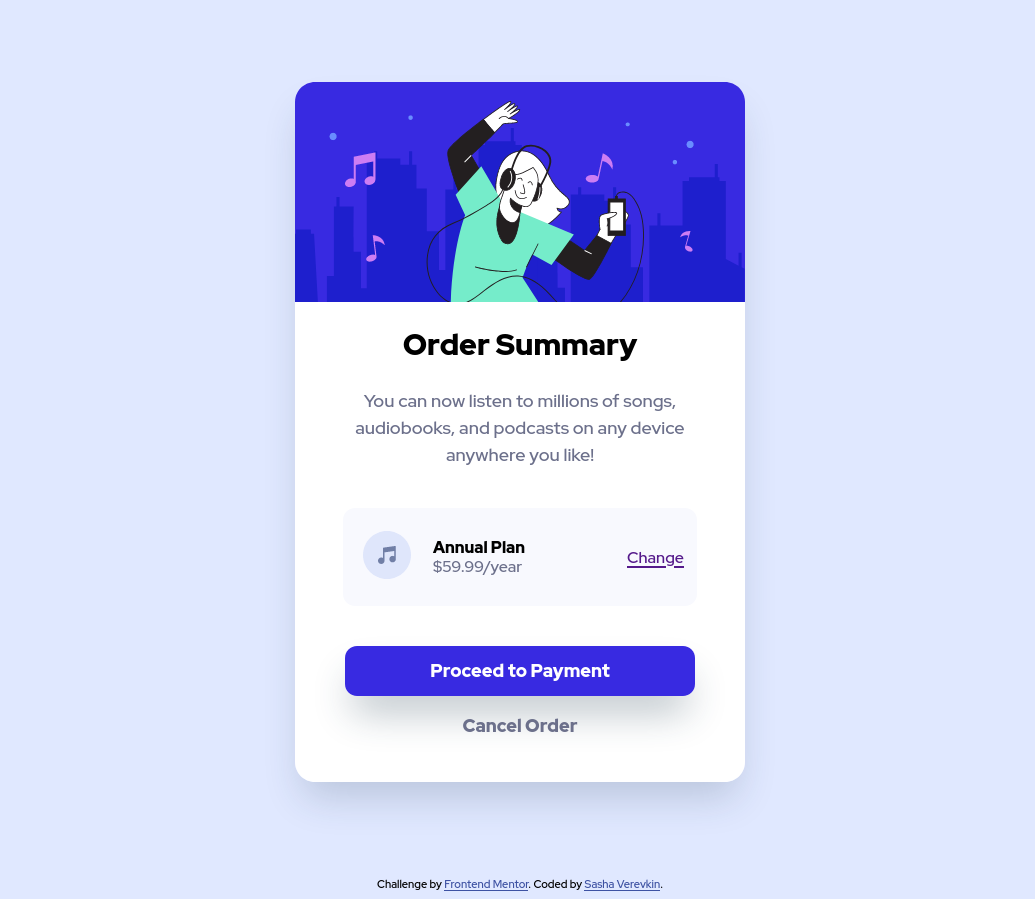 Order Summary
You can now listen to millions of songs,
audiobooks, and podcasts on any device
anywhere you like!
Annual Plan
$59.99/year
Change
Proceed to Payment
Cancel Order
Challenge by Frontend Mentor. Coded by Sasha Verevkin.